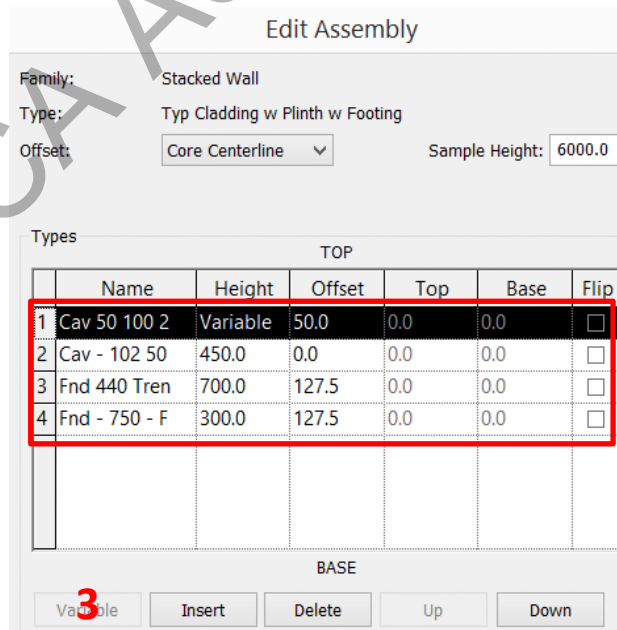 Edit Assembly
Family: Stacked Wall
Type: Typ Cladding w Plinth w Footing
Offset: Core Centerline Sample Height: 6000.0
Types
TOP
Name Height Offset Top Base Flip
1 Cav 50 100 2 Variable 50.0 0.0 0.0
2 Cav - 102 50 450.0 0.0 0.0 0.0
3 Fnd 440 Tren 700.0 127.5 0.0 0.0
4 Fnd - 750 - F 300.0 127.5 0.0 0.0
BASE
Variable 3 Insert Delete Up Down
CA